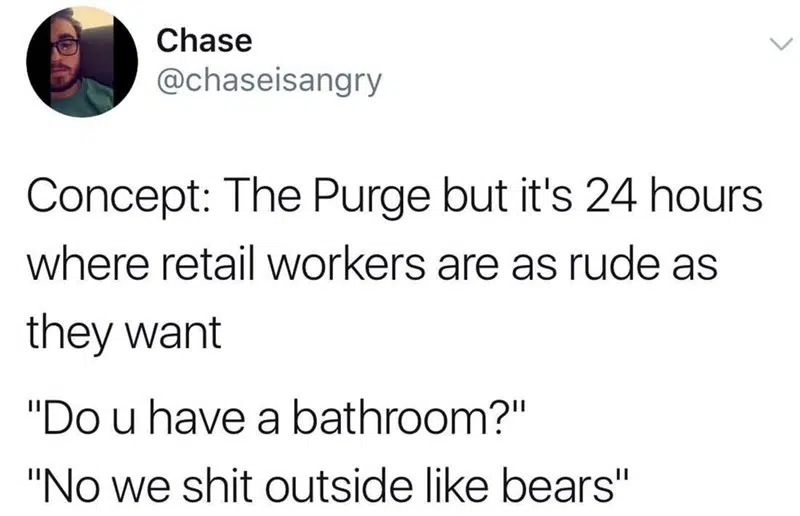 Chase
@chaseisangry
Concept: The Purge but it's 24 hours
where retail workers are as rude as
they want
"Do u have a bathroom?"
"No we shit outside like bears"